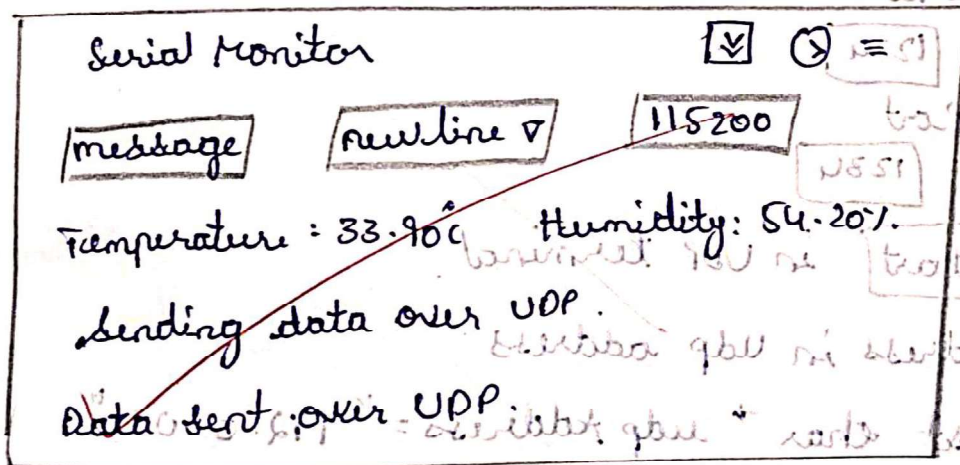 Serial Monitor
message newline 115200
Temperature : 33.90°c Humidity: 54.20%.
Sending data over UDP.
Data sent over UDP.